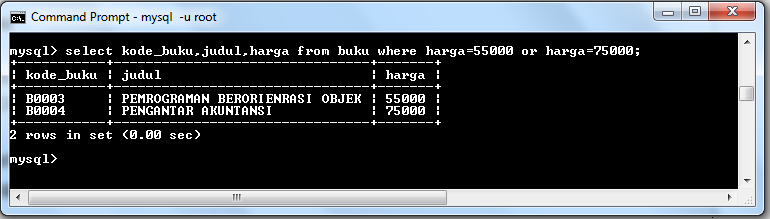 Command Prompt - mysql -u root
mysql> select kode_buku,judul,harga from buku where harga=55000 or harga=75000;
+-----------+-------------------------------+-------+
| kode_buku | judul | harga |
+-----------+-------------------------------+-------+
| B0003 | PEMROGRAMAN BERORIENRASI OBJEK | 55000 |
| B0004 | PENGANTAR AKUNTANSI | 75000 |
+-----------+-------------------------------+-------+
2 rows in set (0.00 sec)
mysql>